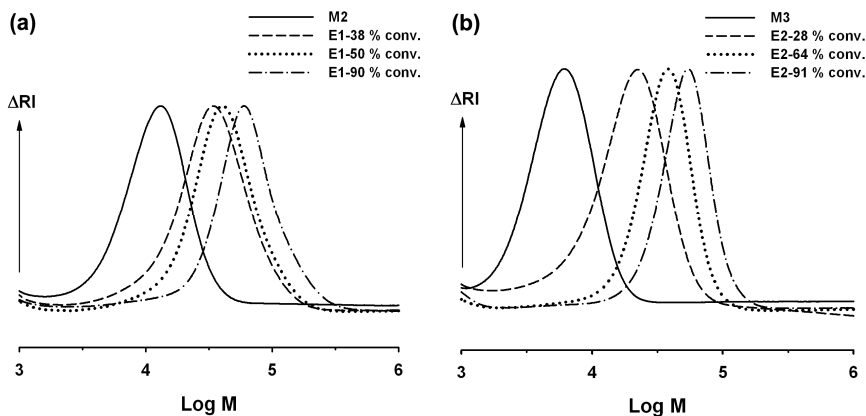 (a)
M2
E1-38 % conv.
E1-50 % conv.
E1-90 % conv.
ΔRI
3
4
5
6
Log M
(b)
M3
E2-28 % conv.
E2-64 % conv.
E2-91 % conv.
ΔRI
3
4
5
6
Log M